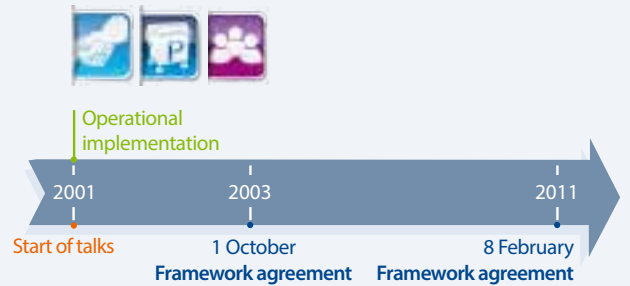 P
Operational
implementation
2001 2003 2011
Start of talks 1 October 8 February
Framework agreement Framework agreement